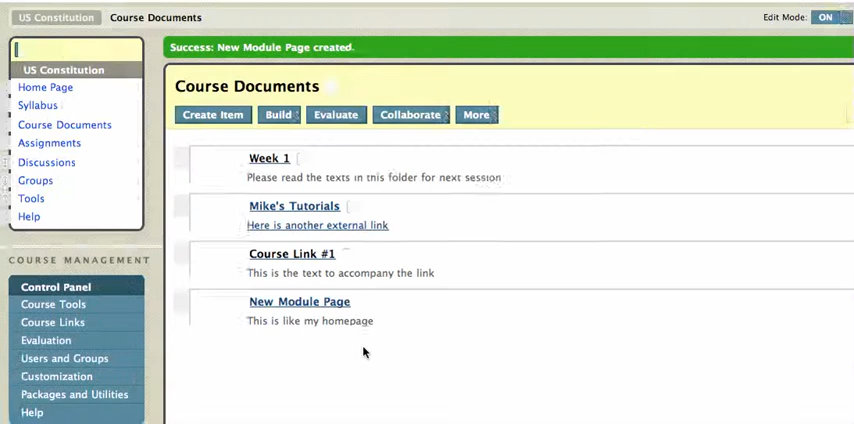 US Constitution Course Documents Edit Mode: ON
Success: New Module Page created.
US Constitution
Home Page
Syllabus
Course Documents
Assignments
Discussions
Groups
Tools
Help
COURSE MANAGEMENT
Control Panel
Course Tools
Course Links
Evaluation
Users and Groups
Customization
Packages and Utilities
Help
Course Documents
Create Item Build Evaluate Collaborate More
Week 1
Please read the texts in this folder for next session
Mike's Tutorials
Here is another external link
Course Link #1
This is the text to accompany the link
New Module Page
This is like my homepage